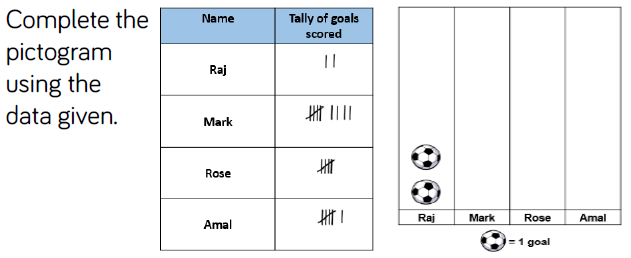 Complete the
pictogram
using the
data given.
Name
Tally of goals
scored
Raj
Mark
Rose
Amal
Raj Mark Rose Amal
= 1 goal